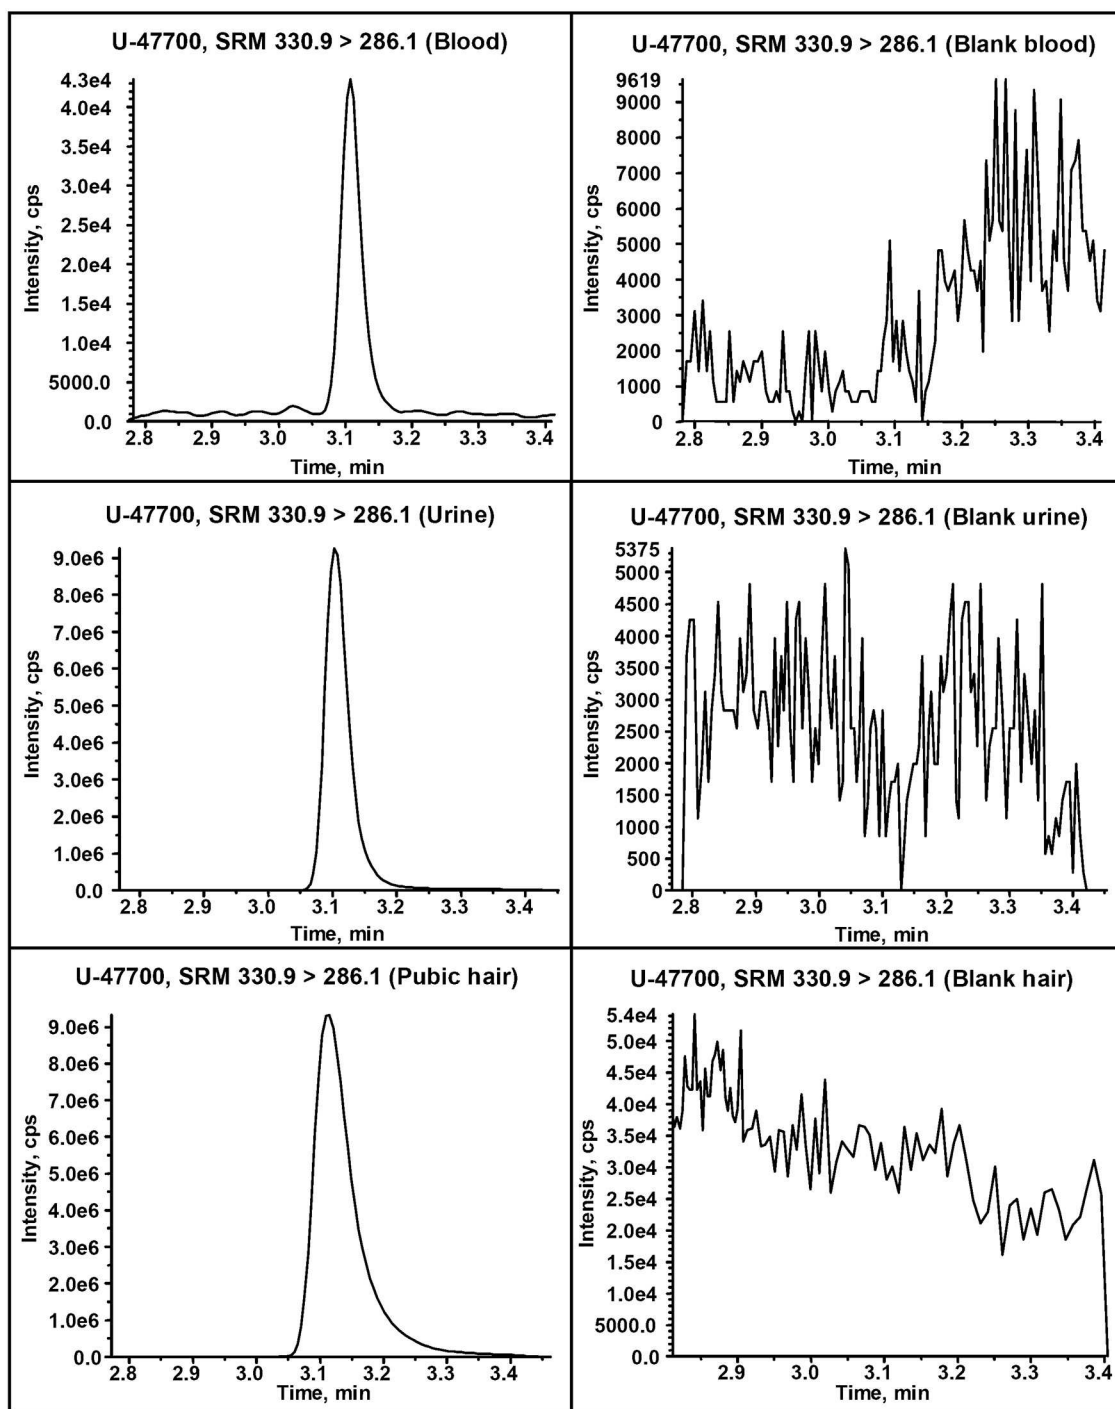 U-47700, SRM 330.9 > 286.1 (Blood)
4.3e4
4.0e4
3.5e4
3.0e4
2.5e4
2.0e4
1.5e4
1.0e4
5000.0
0.0
Intensity, cps
2.8 2.9 3.0 3.1 3.2 3.3 3.4
Time, min
U-47700, SRM 330.9 > 286.1 (Blank blood)
9619
9000
8000
7000
6000
5000
4000
3000
2000
1000
0
Intensity, cps
2.8 2.9 3.0 3.1 3.2 3.3 3.4
Time, min
U-47700, SRM 330.9 > 286.1 (Urine)
9.0e6
8.0e6
7.0e6
6.0e6
5.0e6
4.0e6
3.0e6
2.0e6
1.0e6
0.0
Intensity, cps
2.8 2.9 3.0 3.1 3.2 3.3 3.4
Time, min
U-47700, SRM 330.9 > 286.1 (Blank urine)
5375
5000
4500
4000
3500
3000
2500
2000
1500
1000
500
0
Intensity, cps
2.8 2.9 3.0 3.1 3.2 3.3 3.4
Time, min
U-47700, SRM 330.9 > 286.1 (Pubic hair)
9.0e6
8.0e6
7.0e6
6.0e6
5.0e6
4.0e6
3.0e6
2.0e6
1.0e6
0.0
Intensity, cps
2.8 2.9 3.0 3.1 3.2 3.3 3.4
Time, min
U-47700, SRM 330.9 > 286.1 (Blank hair)
5.4e4
5.0e4
4.5e4
4.0e4
3.5e4
3.0e4
2.5e4
2.0e4
1.5e4
1.0e4
5000.0
0.0
Intensity, cps
2.9 3.0 3.1 3.2 3.3 3.4
Time, min